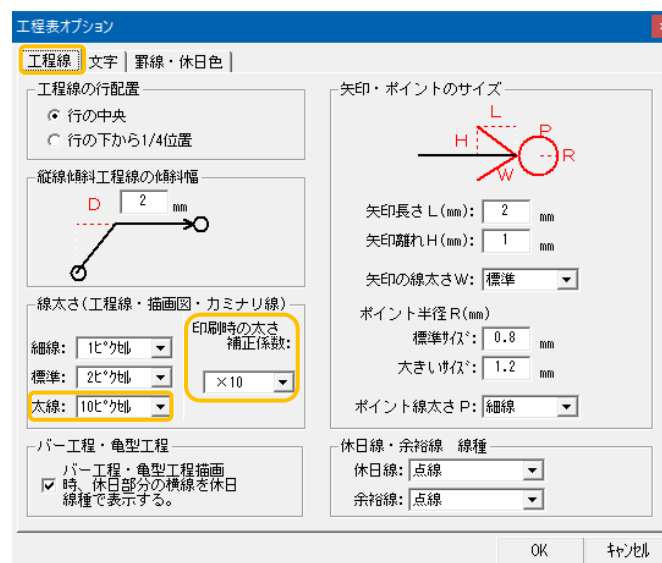 工程表オプション
工程線
文字
罫線・休日色
工程線の行配置
行の中央
行の下から1/4位置
縦線傾斜工程線の傾斜幅
D
2
mm
線太さ(工程線・描画図・カミナリ線)
細線:
1ピクセル
標準:
2ピクセル
太線:
10ピクセル
印刷時の太さ
補正係数:
×10
バー工程・亀型工程
バー工程・亀型工程描画
時、休日部分の横線を休日
線種で表示する。
矢印・ポイントのサイズ
L
H
P
R
W
矢印長さL(mm):
2
mm
矢印離れH(mm):
1
mm
矢印の線太さW:
標準
ポイント半径R(mm)
標準サイズ:
0.8
mm
大きいサイズ:
1.2
mm
ポイント線太さP:
細線
休日線・余裕線 線種
休日線:
点線
余裕線:
点線
OK
キャンセル